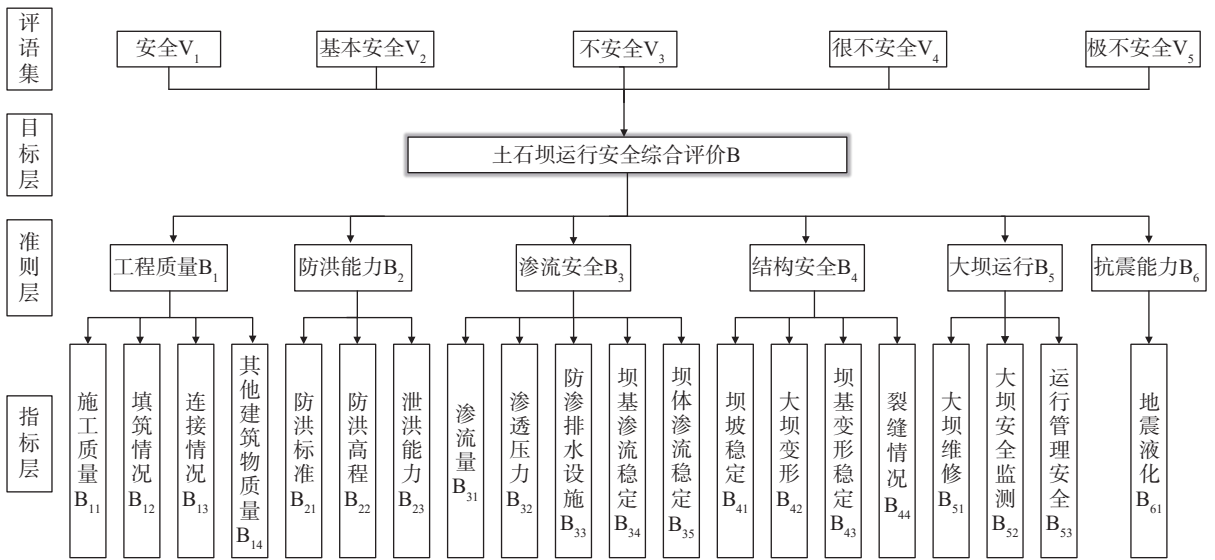 评语集
安全V₁
基本安全V₂
不安全V₃
很不安全V₄
极不安全V₅
目标层
土石坝运行安全综合评价B
准则层
工程质量B₁
防洪能力B₂
渗流安全B₃
结构安全B₄
大坝运行B₅
抗震能力B₆
指标层
施工质量B₁₁
填筑情况B₁₂
连接情况B₁₃
其他建筑物质量B₁₄
防洪标准B₂₁
防洪高程B₂₂
泄洪能力B₂₃
渗流量B₃₁
渗透压力B₃₂
防渗排水设施B₃₃
坝基渗流稳定B₃₄
坝体渗流稳定B₃₅
坝坡稳定B₄₁
大坝变形B₄₂
坝基变形稳定B₄₃
裂缝情况B₄₄
大坝维修B₅₁
大坝安全监测B₅₂
运行管理安全B₅₃
地震液化B₆₁